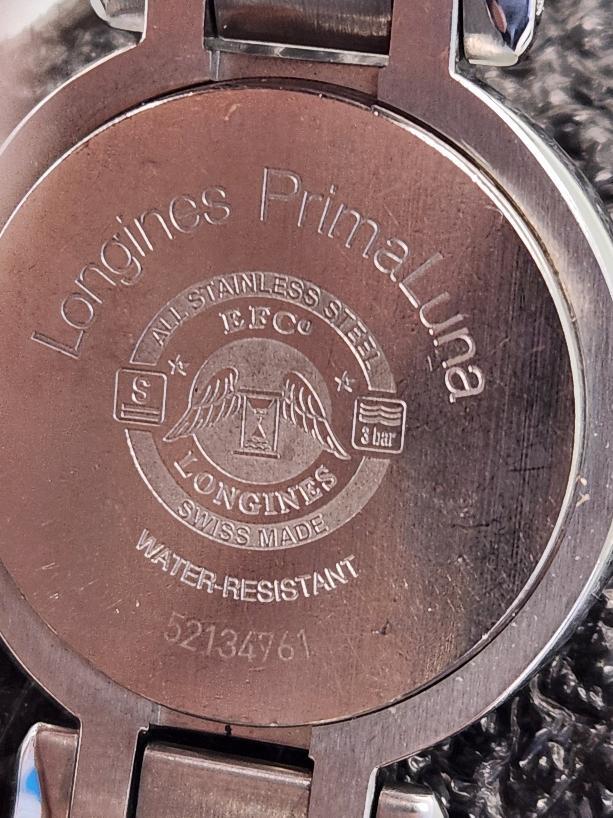 Longines PrimaLuna
ALL STAINLESS STEEL
EFCo
S
3 bar
LONGINES
SWISS MADE
WATER-RESISTANT
52134761